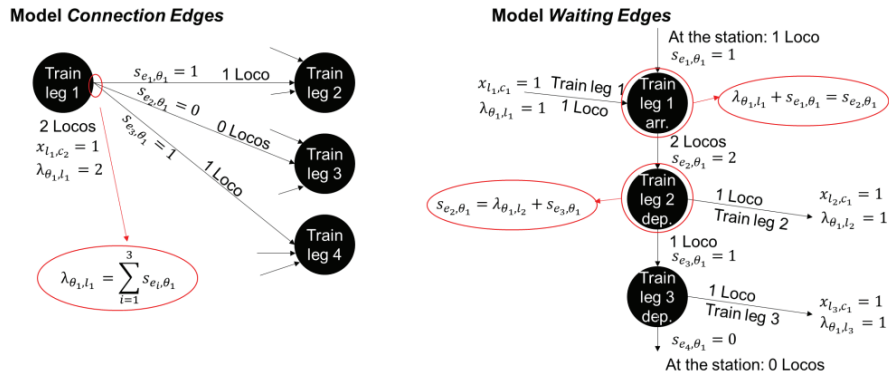 Model Connection Edges
Train
leg 1
s_{e_1,θ_1} = 1
1 Loco
s_{e_2,θ_1} = 0
0 Locos
s_{e_3,θ_1} = 1
1 Loco
Train
leg 2
Train
leg 3
Train
leg 4
2 Locos
x_{l_1,c_2} = 1
λ_{θ_1,l_1} = 2
λ_{θ_1,l_1} = ∑_{i=1}^{3} s_{e_i,θ_1}
Model Waiting Edges
At the station: 1 Loco
s_{e_1,θ_1} = 1
x_{l_1,c_1} = 1
λ_{θ_1,l_1} = 1
Train leg 1
1 Loco
Train
leg 1
arr.
λ_{θ_1,l_1} + s_{e_1,θ_1} = s_{e_2,θ_1}
2 Locos
s_{e_2,θ_1} = 2
s_{e_2,θ_1} = λ_{θ_1,l_2} + s_{e_3,θ_1}
Train
leg 2
dep.
1 Loco
Train leg 2
x_{l_2,c_1} = 1
λ_{θ_1,l_2} = 1
1 Loco
s_{e_3,θ_1} = 1
Train
leg 3
dep.
1 Loco
Train leg 3
x_{l_3,c_1} = 1
λ_{θ_1,l_3} = 1
s_{e_4,θ_1} = 0
At the station: 0 Locos